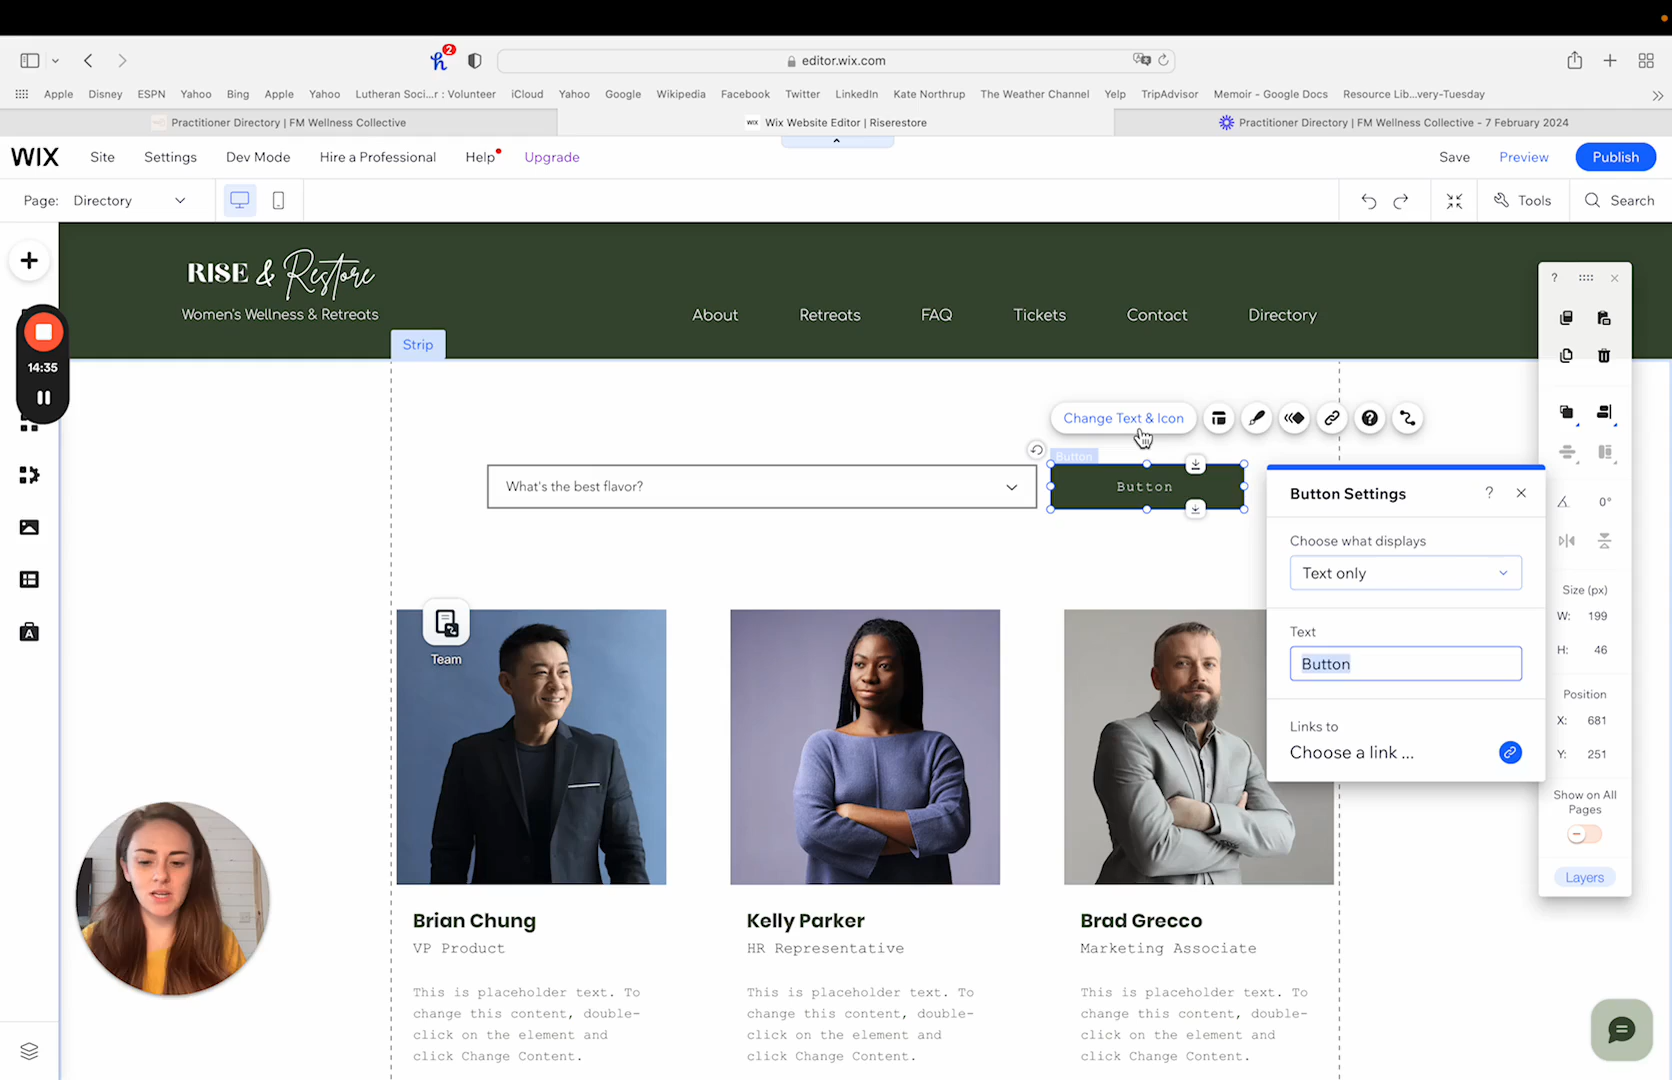 2
editor.wix.com
Apple Disney ESPN Yahoo Bing Apple Yahoo Lutheran Soci...r : Volunteer iCloud Yahoo Google Wikipedia Facebook Twitter LinkedIn Kate Northrup The Weather Channel Yelp TripAdvisor Memoir - Google Docs Resource Lib...very-Tuesday
Practitioner Directory | FM Wellness Collective
WIX Wix Website Editor | Riserestore
Practitioner Directory | FM Wellness Collective - 7 February 2024
WIX Site Settings Dev Mode Hire a Professional Help Upgrade Save Preview Publish
Page: Directory Tools Search
RISE & Restore
Women's Wellness & Retreats
About Retreats FAQ Tickets Contact Directory
Strip
14:35
Change Text & Icon
Button
What's the best flavor?
Button
Button Settings
Choose what displays
Text only
Text
Button
Links to
Choose a link ...
0°
Size (px)
W: 199
H: 46
Position
X: 681
Y: 251
Show on All
Pages
Layers
Team
Brian Chung
VP Product
This is placeholder text. To
change this content, double-
click on the element and
click Change Content.
Kelly Parker
HR Representative
This is placeholder text. To
change this content, double-
click on the element and
click Change Content.
Brad Grecco
Marketing Associate
This is placeholder text. To
change this content, double-
click on the element and
click Change Content.